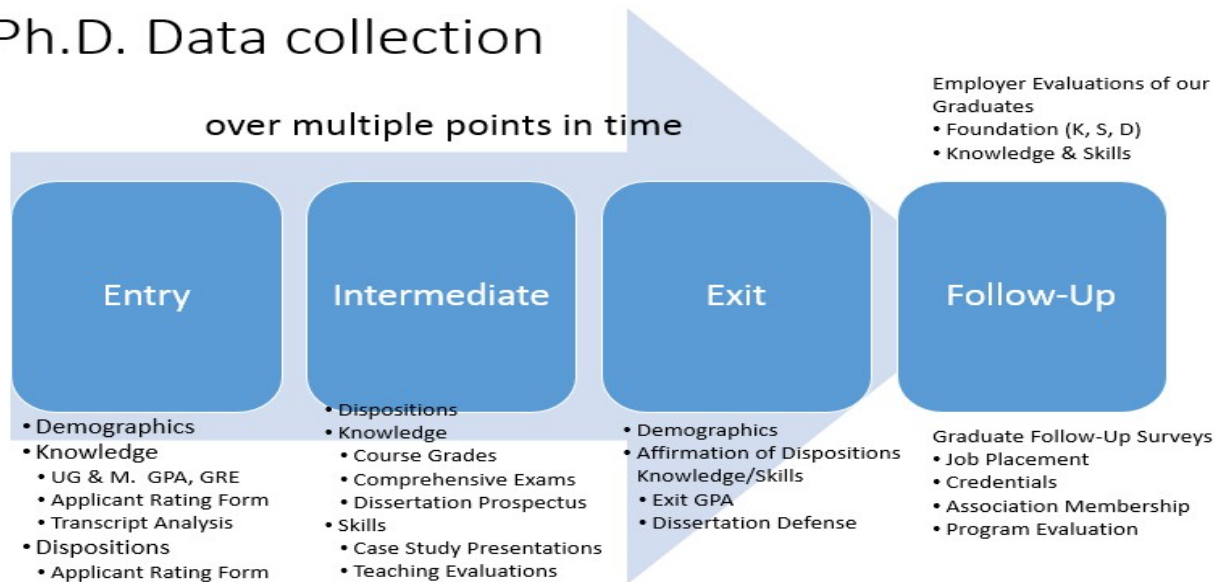 Ph.D. Data collection
over multiple points in time
Employer Evaluations of our
Graduates
• Foundation (K, S, D)
• Knowledge & Skills
Entry
Intermediate
Exit
Follow-Up
• Demographics
• Knowledge
• UG & M. GPA, GRE
• Applicant Rating Form
• Transcript Analysis
• Dispositions
• Applicant Rating Form
• Dispositions
• Knowledge
• Course Grades
• Comprehensive Exams
• Dissertation Prospectus
• Skills
• Case Study Presentations
• Teaching Evaluations
• Demographics
• Affirmation of Dispositions
Knowledge/Skills
• Exit GPA
• Dissertation Defense
Graduate Follow-Up Surveys
• Job Placement
• Credentials
• Association Membership
• Program Evaluation